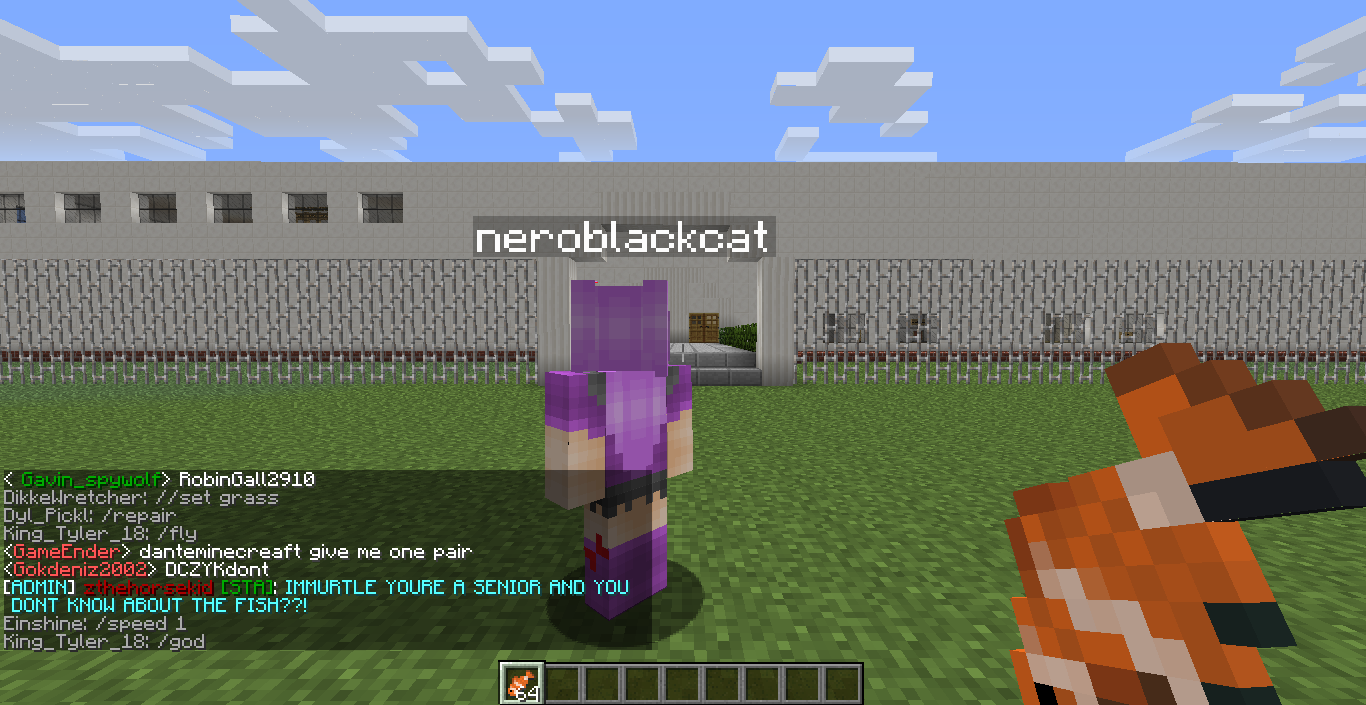 neroblackcat
< Gavin_spywolf> RobinGall2910
DikkeWretcher: //set grass
Dyl_Pickl: /repair
King_Tyler_18: /fly
<GameEnder> danteminecreaft give me one pair
<Gokdeniz2002> DCZYKdont
[ADMIN] zthehorsekid [STA]: IMMURTLE YOURE A SENIOR AND YOU
DONT KNOW ABOUT THE FISH??!
Einshine: /speed 1
King_Tyler_18: /god
64